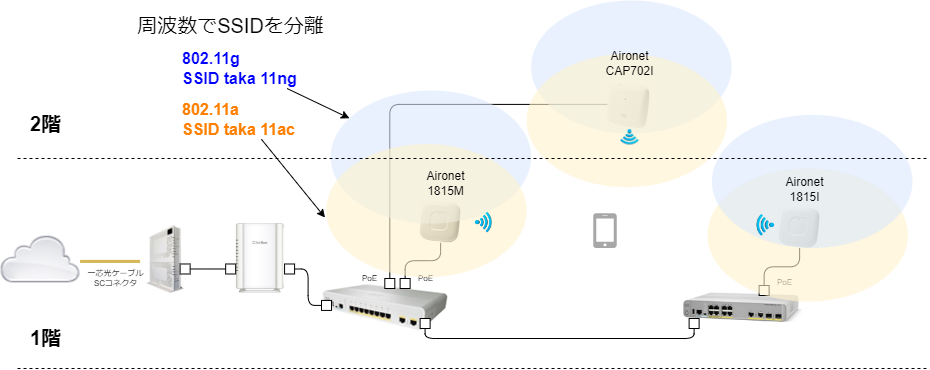 周波数でSSIDを分離
802.11g
SSID taka 11ng
802.11a
SSID taka 11ac
Aironet
CAP702I
2階
Aironet
1815M
Aironet
1815I
一芯光ケーブル
SCコネクタ
PoE
PoE
PoE
1階